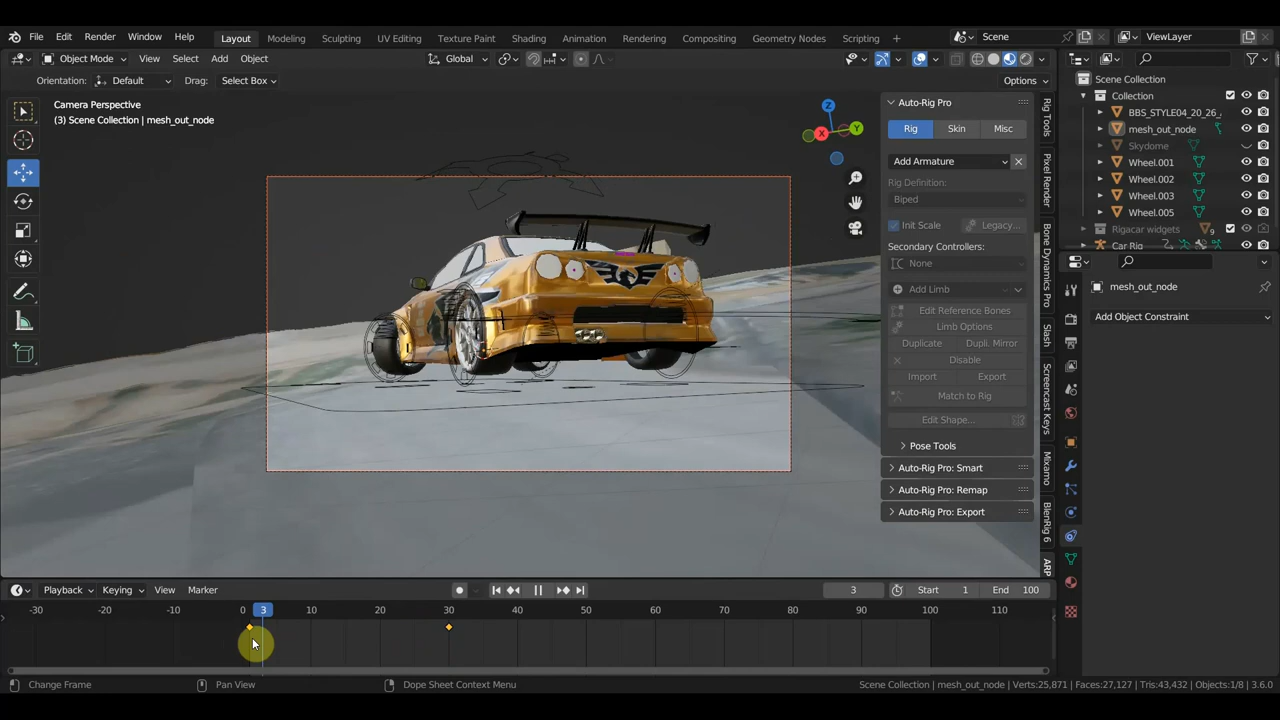 File Edit Render Window Help Layout Modeling Sculpting UV Editing Texture Paint Shading Animation Rendering Compositing Geometry Nodes Scripting + Scene ViewLayer
Object Mode View Select Add Object Global
Orientation: Default Drag: Select Box Options
Camera Perspective
(3) Scene Collection | mesh_out_node
Z
Y
X
Auto-Rig Pro
Rig Skin Misc
Add Armature
Rig Definition:
Biped
Init Scale Legacy...
Secondary Controllers:
None
Add Limb
Edit Reference Bones
Limb Options
Duplicate Dupli. Mirror
Disable
Import Export
Match to Rig
Edit Shape...
Pose Tools
Auto-Rig Pro: Smart
Auto-Rig Pro: Remap
Auto-Rig Pro: Export
Rig Tools
Pixel Render
Bone Dynamics Pro
Slash
Screencast Keys
Mixamo
BlenRig 6
ARP
Scene Collection
Collection
BBS_STYLE04_20_26_
mesh_out_node
Skydome
Wheel.001
Wheel.002
Wheel.003
Wheel.005
Rigacar widgets 9
Car Rig
mesh_out_node
Add Object Constraint
Playback Keying View Marker 3 Start 1 End 100
-30 -20 -10 0 3 10 20 30 40 50 60 70 80 90 100 110
Change Frame Pan View Dope Sheet Context Menu Scene Collection | mesh_out_node | Verts:25,871 | Faces:27,127 | Tris:43,432 | Objects:1/8 | 3.6.0